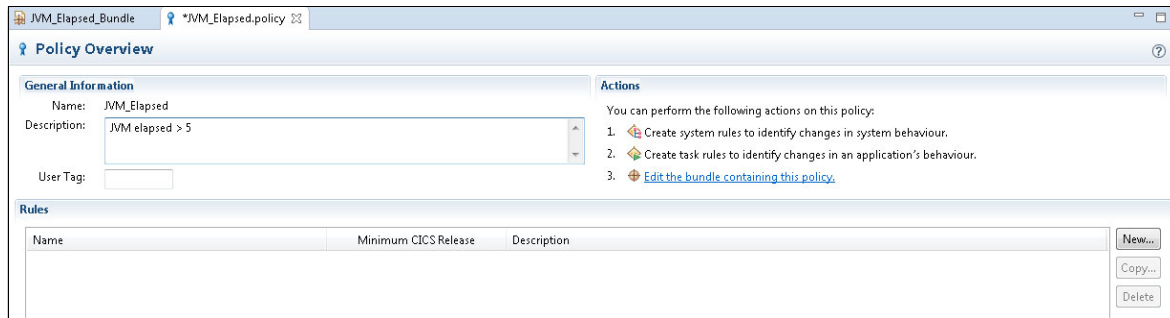 JVM_Elapsed_Bundle
*JVM_Elapsed.policy
Policy Overview
General Information
Name: JVM_Elapsed
Description: JVM elapsed > 5
User Tag:
Actions
You can perform the following actions on this policy:
1. Create system rules to identify changes in system behaviour.
2. Create task rules to identify changes in an application's behaviour.
3. Edit the bundle containing this policy.
Rules
Name Minimum CICS Release Description
New...
Copy...
Delete